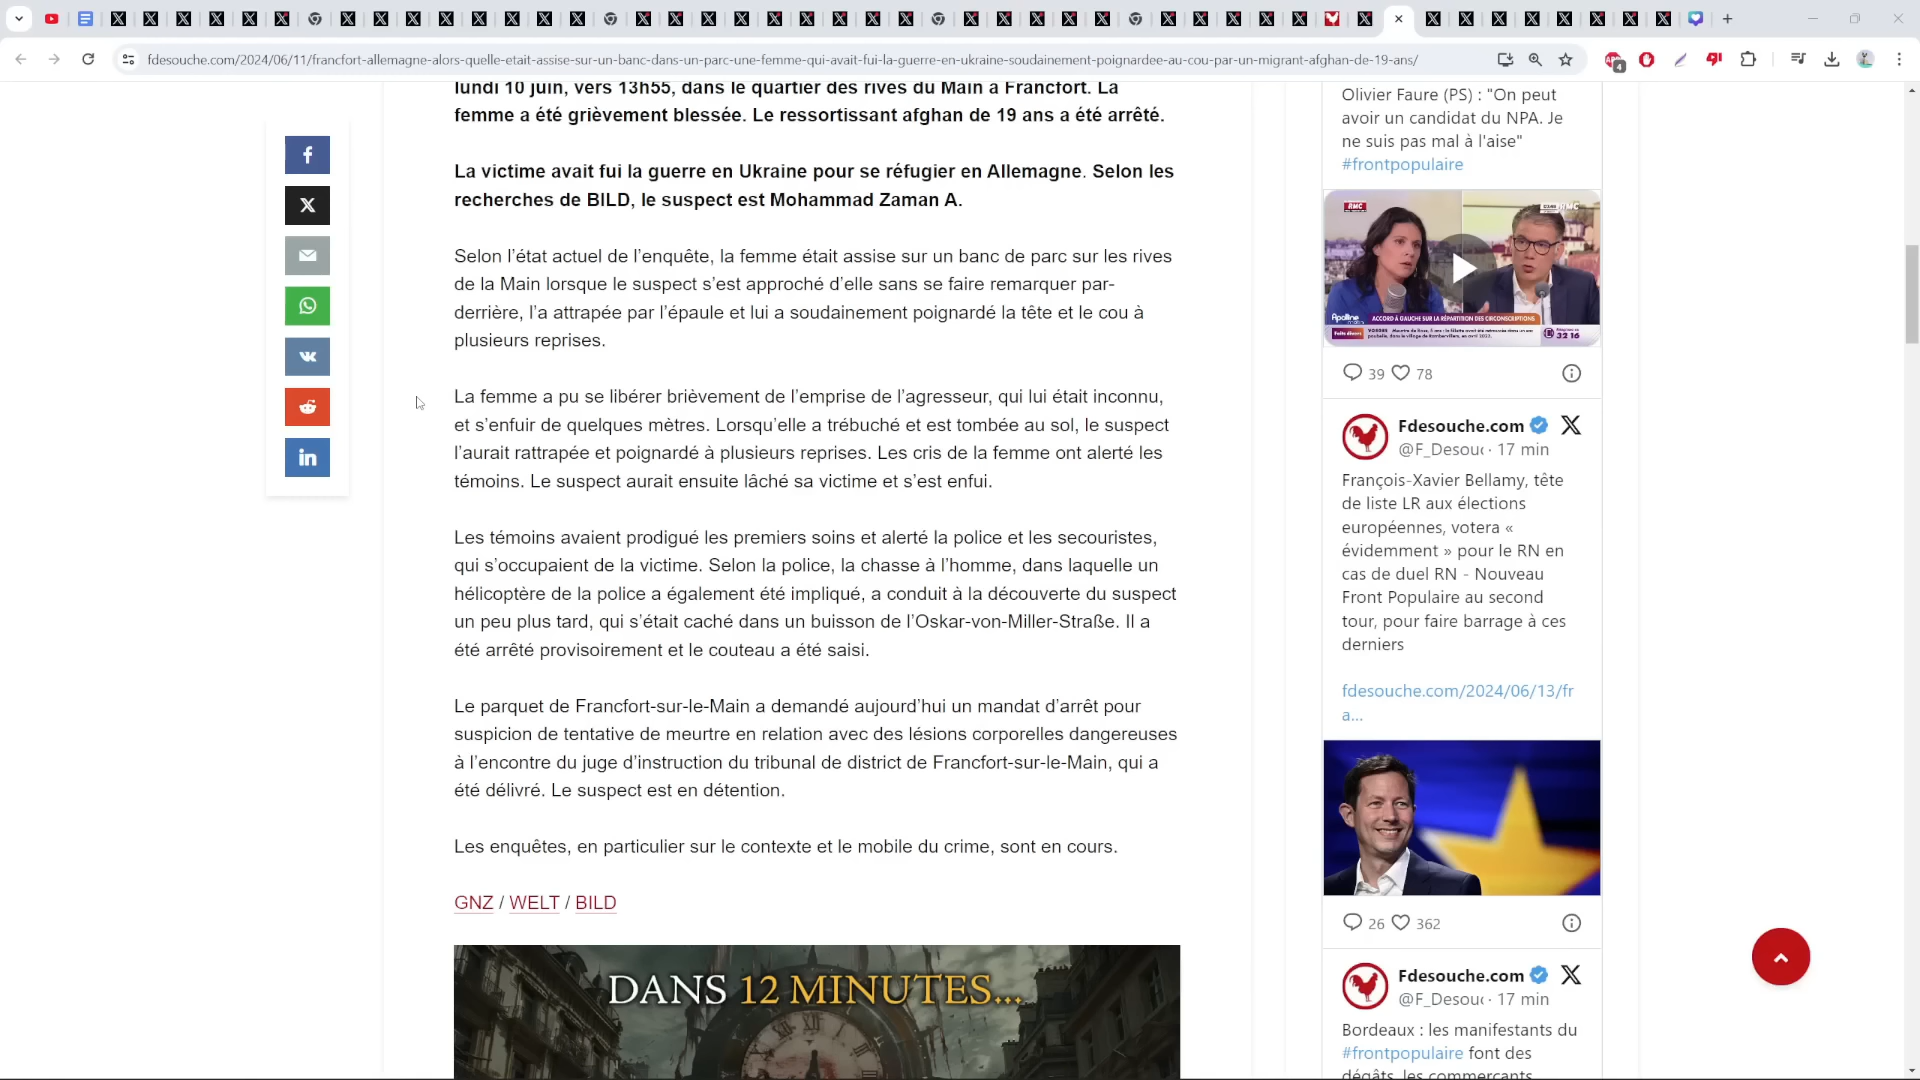 fdesouche.com/2024/06/11/francfort-allemagne-alors-quelle-etait-assise-sur-un-banc-dans-un-parc-une-femme-qui-avait-fui-la-guerre-en-ukraine-soudainement-poignardee-au-cou-par-un-migrant-afghan-de-19-ans/
4
lundi 10 juin, vers 13h55, dans le quartier des rives du Main à Francfort. La
femme a été grièvement blessée. Le ressortissant afghan de 19 ans a été arrêté.
La victime avait fui la guerre en Ukraine pour se réfugier en Allemagne. Selon les
recherches de BILD, le suspect est Mohammad Zaman A.
Selon l’état actuel de l’enquête, la femme était assise sur un banc de parc sur les rives
de la Main lorsque le suspect s’est approché d’elle sans se faire remarquer par-
derrière, l’a attrapée par l’épaule et lui a soudainement poignardé la tête et le cou à
plusieurs reprises.
La femme a pu se libérer brièvement de l’emprise de l’agresseur, qui lui était inconnu,
et s’enfuir de quelques mètres. Lorsqu’elle a trébuché et est tombée au sol, le suspect
l’aurait rattrapée et poignardé à plusieurs reprises. Les cris de la femme ont alerté les
témoins. Le suspect aurait ensuite lâché sa victime et s’est enfui.
Les témoins avaient prodigué les premiers soins et alerté la police et les secouristes,
qui s’occupaient de la victime. Selon la police, la chasse à l’homme, dans laquelle un
hélicoptère de la police a également été impliqué, a conduit à la découverte du suspect
un peu plus tard, qui s’était caché dans un buisson de l’Oskar-von-Miller-Straße. Il a
été arrêté provisoirement et le couteau a été saisi.
Le parquet de Francfort-sur-le-Main a demandé aujourd’hui un mandat d’arrêt pour
suspicion de tentative de meurtre en relation avec des lésions corporelles dangereuses
à l’encontre du juge d’instruction du tribunal de district de Francfort-sur-le-Main, qui a
été délivré. Le suspect est en détention.
Les enquêtes, en particulier sur le contexte et le mobile du crime, sont en cours.
GNZ / WELT / BILD
DANS 12 MINUTES...
Olivier Faure (PS) : "On peut
avoir un candidat du NPA. Je
ne suis pas mal à l'aise"
#frontpopulaire
RMC
RMC
Apolline
ACCORD À GAUCHE SUR LA RÉPARTITION DES CIRCONSCRIPTIONS
32 16
39 78
Fdesouche.com
@F_Desouc · 17 min
François-Xavier Bellamy, tête
de liste LR aux élections
européennes, votera «
évidemment » pour le RN en
cas de duel RN - Nouveau
Front Populaire au second
tour, pour faire barrage à ces
derniers
fdesouche.com/2024/06/13/fr
a...
26 362
Fdesouche.com
@F_Desouc · 17 min
Bordeaux : les manifestants du
#frontpopulaire font des
dégâts, les commerçants